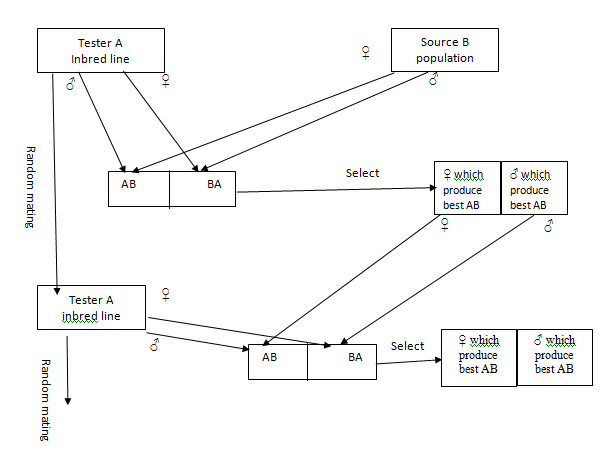 Tester A
Inbred line
♀
Source B
population
♂
♀
♂
Random mating
AB
BA
Select
♀ which
produce
best AB
♂ which
produce
best AB
♀
♂
Tester A
inbred line
♀
♂
AB
BA
Select
♀ which
produce
best AB
♂ which
produce
best AB
Random mating